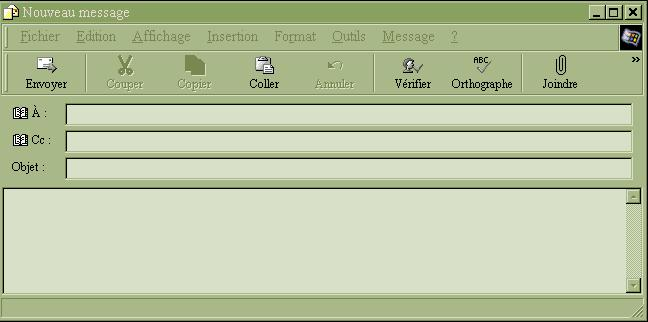 Nouveau message
Fichier Edition Affichage Insertion Format Outils Message ?
ABC
Envoyer Couper Copier Coller Annuler Vérifier Orthographe Joindre
À :
Cc :
Objet :